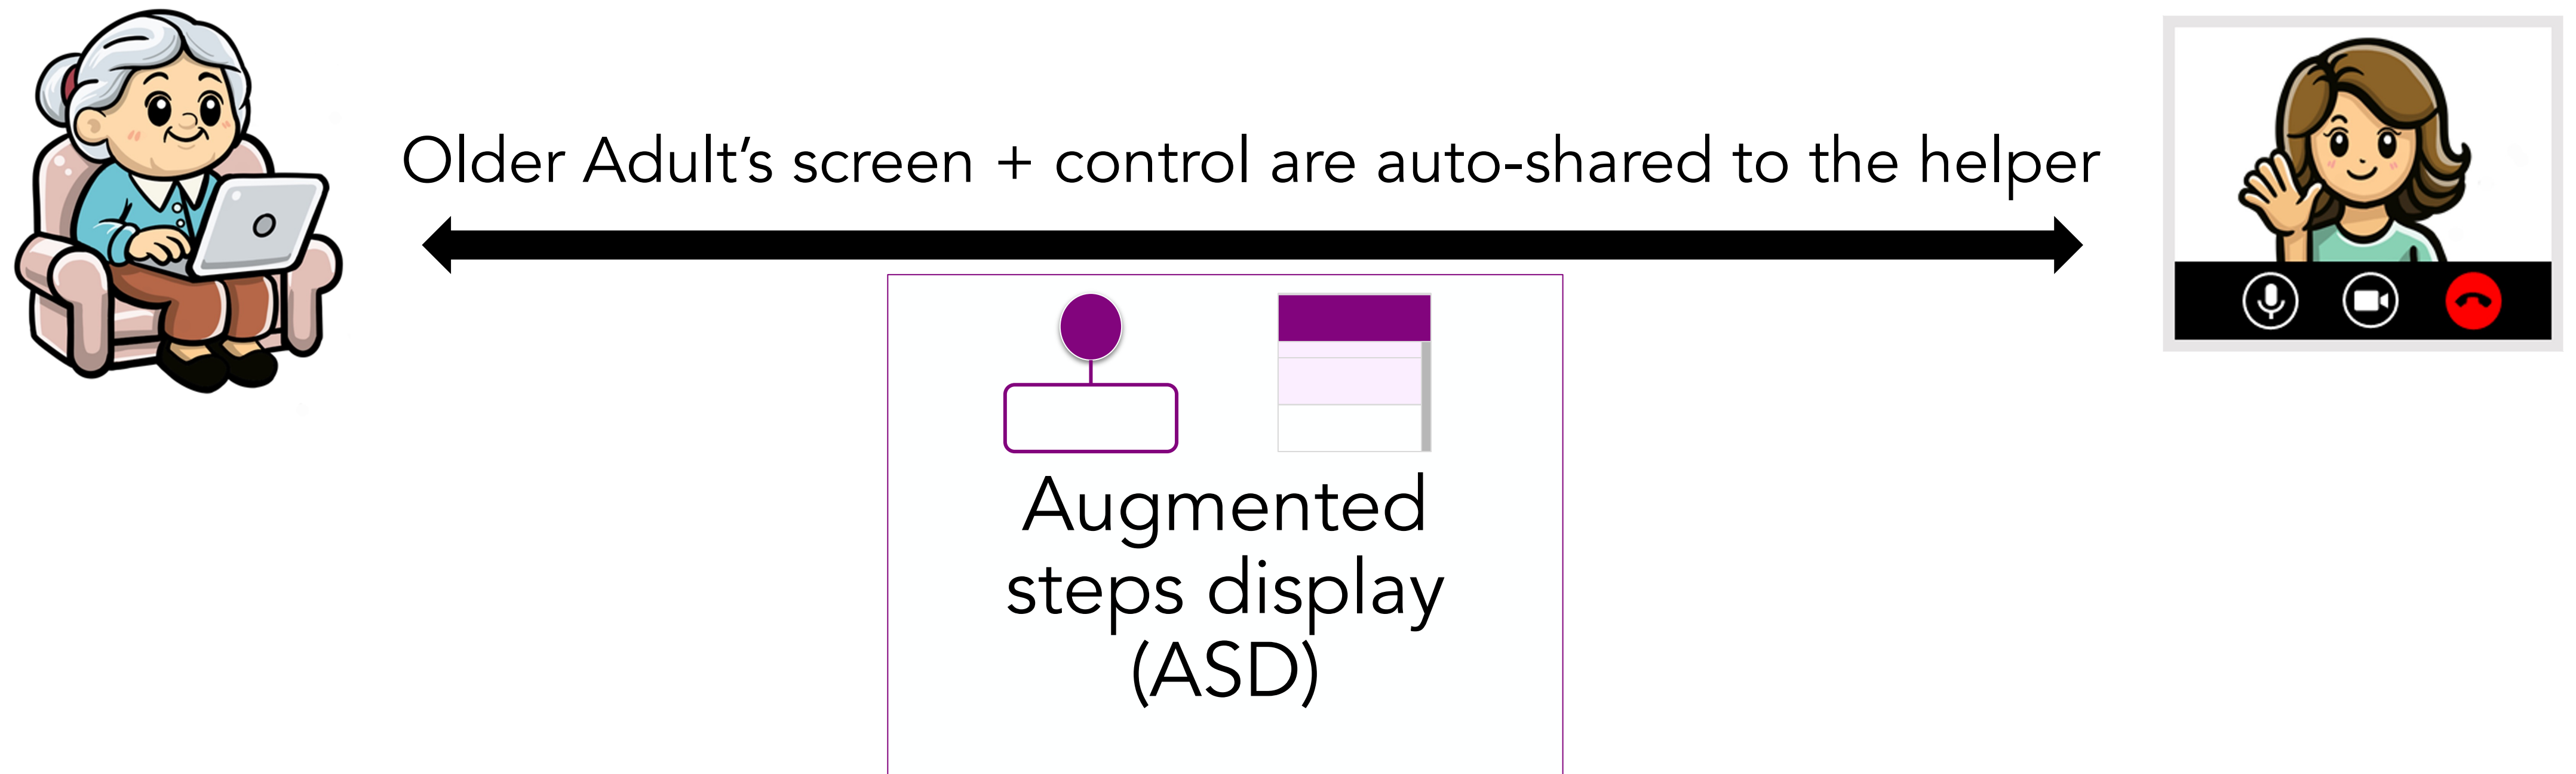 Older Adult’s screen + control are auto-shared to the helper
Augmented
steps display
(ASD)